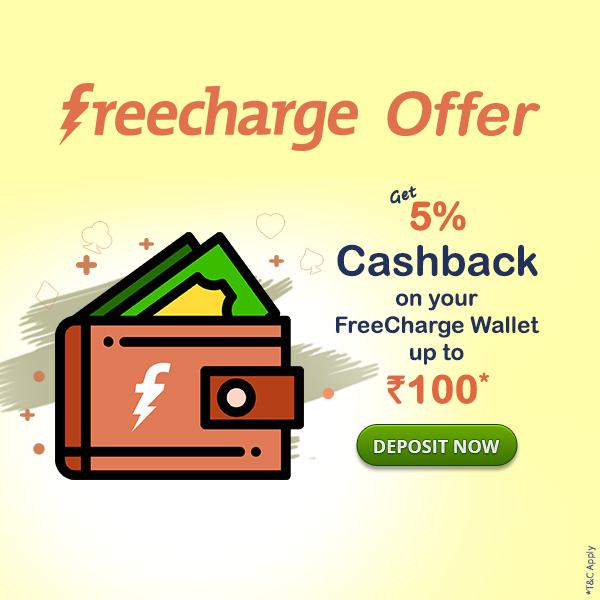 freecharge Offer
Get
5%
Cashback
on your
FreeCharge Wallet
up to
₹100*
DEPOSIT NOW
*T&C Apply